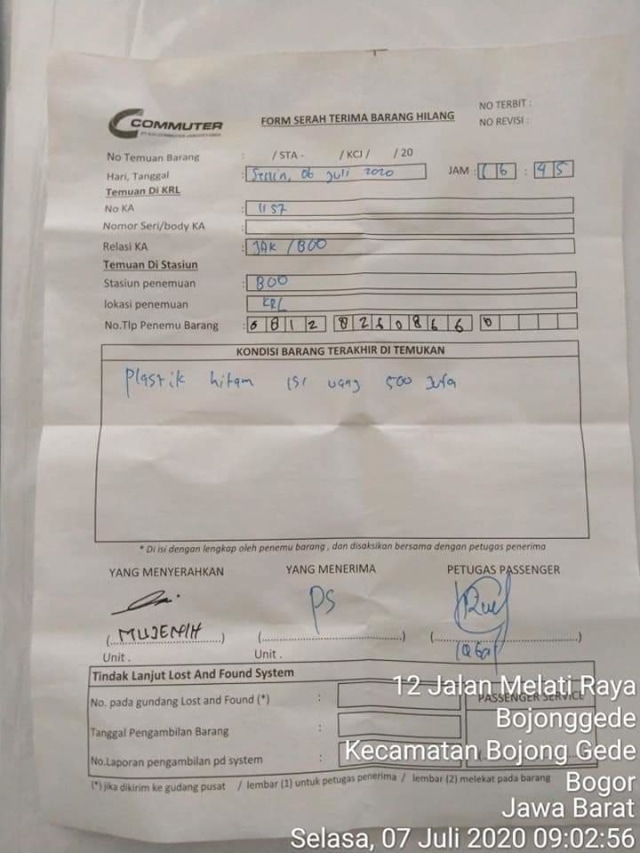 COMMUTER
FORM SERAH TERIMA BARANG HILANG
NO TERBIT :
NO REVISI :
No Temuan Barang : /STA - /KCJ/ /20
Hari, Tanggal : Senin, 06 Juli 2020 JAM : 16 : 45
Temuan Di KRL
No KA : 1157
Nomor Seri/body KA :
Relasi KA : JAK /BOO
Temuan Di Stasiun
Stasiun penemuan : BOO
lokasi penemuan : KRL
No.Tlp Penemu Barang : 0812
KONDISI BARANG TERAKHIR DI TEMUKAN
Plastik hitam isi uang 500 Juta
* Di isi dengan lengkap oleh penemu barang , dan disaksikan bersama dengan petugas penerima
YANG MENYERAHKAN YANG MENERIMA PETUGAS PASSENGER
PS
(MUJENIH) (....) (....)
Unit . Unit .
Tindak Lanjut Lost And Found System
No. pada gundang Lost and Found (*) :
PASSENGER SERVICE
Tanggal Pengambilan Barang :
No.Laporan pengambilan pd system :
(*) jika dikirim ke gudang pusat / lembar (1) untuk petugas penerima / lembar (2) melekat pada barang
12 Jalan Melati Raya
Bojonggede
Kecamatan Bojong Gede
Bogor
Jawa Barat
Selasa, 07 Juli 2020 09:02:56